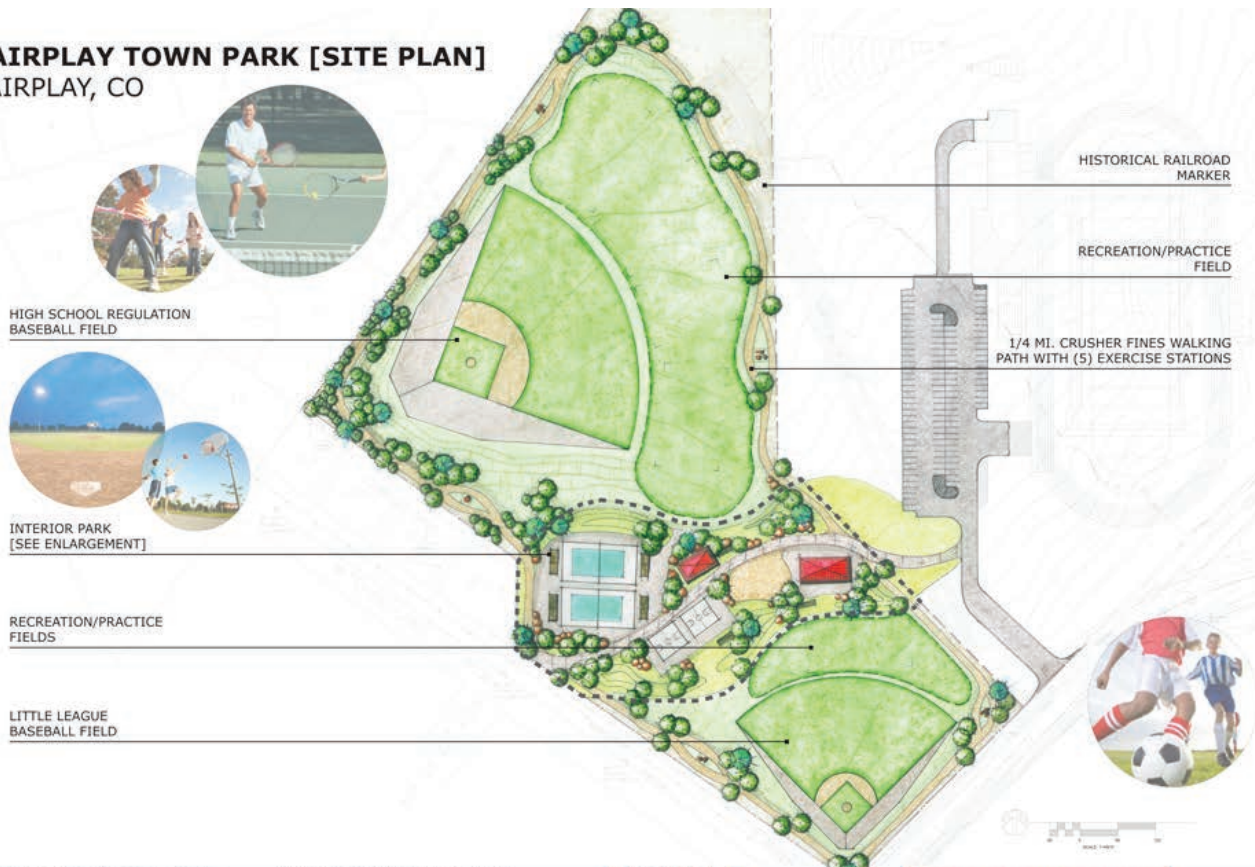 AIRPLAY TOWN PARK [SITE PLAN]
AIRPLAY, CO
HISTORICAL RAILROAD
MARKER
RECREATION/PRACTICE
FIELD
HIGH SCHOOL REGULATION
BASEBALL FIELD
1/4 MI. CRUSHER FINES WALKING
PATH WITH (5) EXERCISE STATIONS
INTERIOR PARK
[SEE ENLARGEMENT]
RECREATION/PRACTICE
FIELDS
LITTLE LEAGUE
BASEBALL FIELD